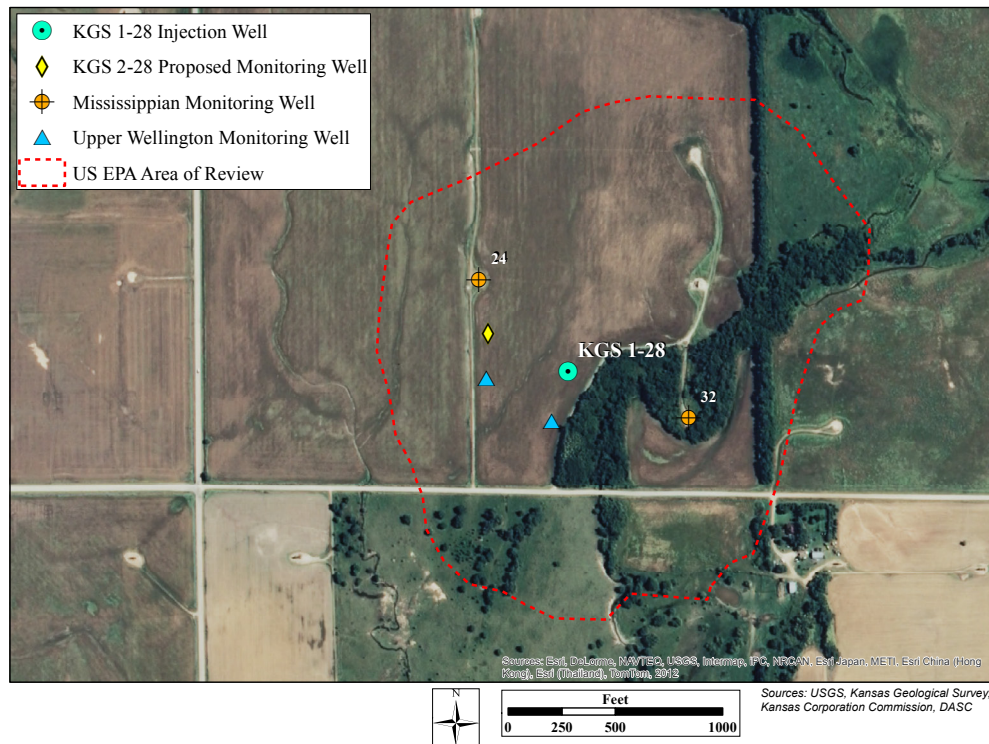 KGS 1-28 Injection Well
KGS 2-28 Proposed Monitoring Well
Mississippian Monitoring Well
Upper Wellington Monitoring Well
US EPA Area of Review
24
KGS 1-28
32
Sources: Esri, DeLorme, NAVTEQ, USGS, Intermap, iPC, NRCAN, Esri Japan, METI, Esri China (Hong
Kong), Esri (Thailand), TomTom, 2012
N
Feet
0 250 500 1000
Sources: USGS, Kansas Geological Survey,
Kansas Corporation Commission, DASC